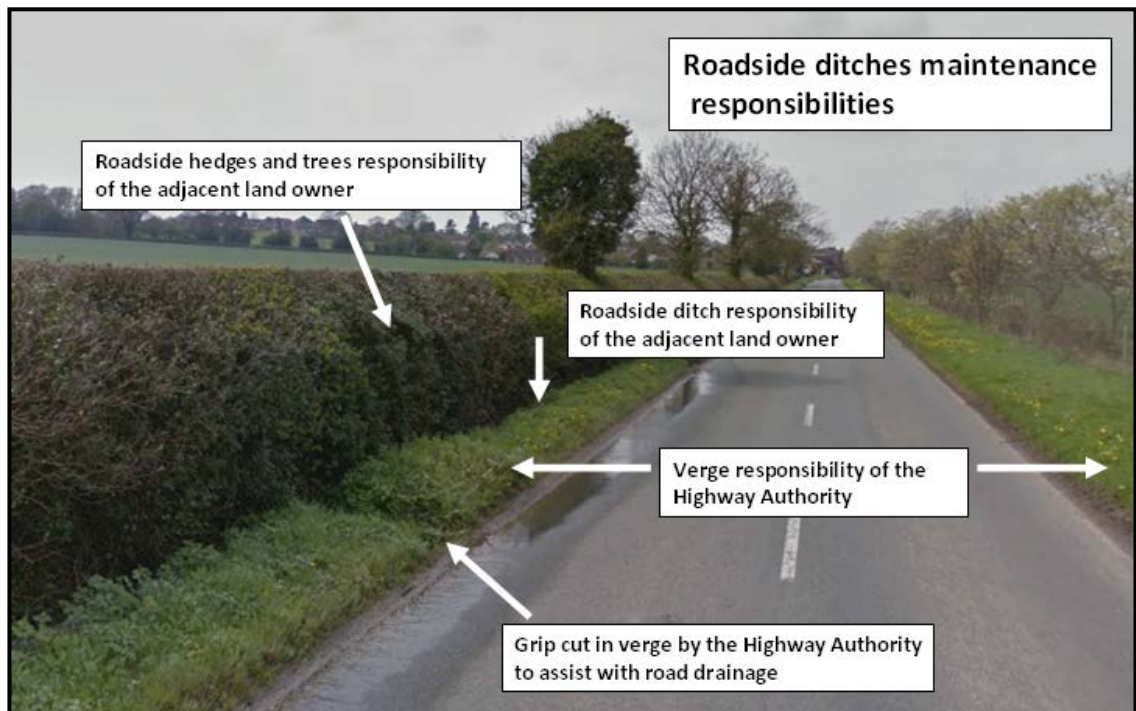 Roadside ditches maintenance
responsibilities
Roadside hedges and trees responsibility
of the adjacent land owner
Roadside ditch responsibility
of the adjacent land owner
Verge responsibility of the
Highway Authority
Grip cut in verge by the Highway Authority
to assist with road drainage